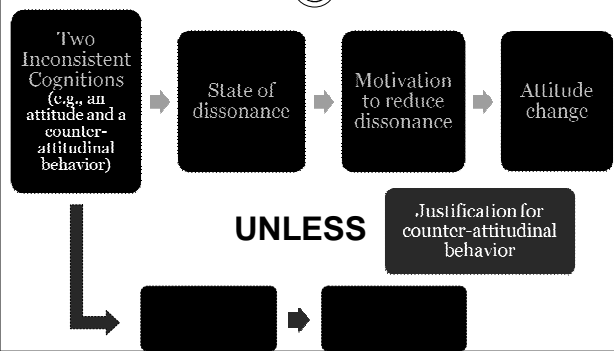 Two
Inconsistent
Cognitions
(e.g., an
attitude and a
counter-
attitudinal
behavior)
State of
dissonance
Motivation
to reduce
dissonance
Attitude
change
UNLESS
Justification for
counter-attitudinal
behavior